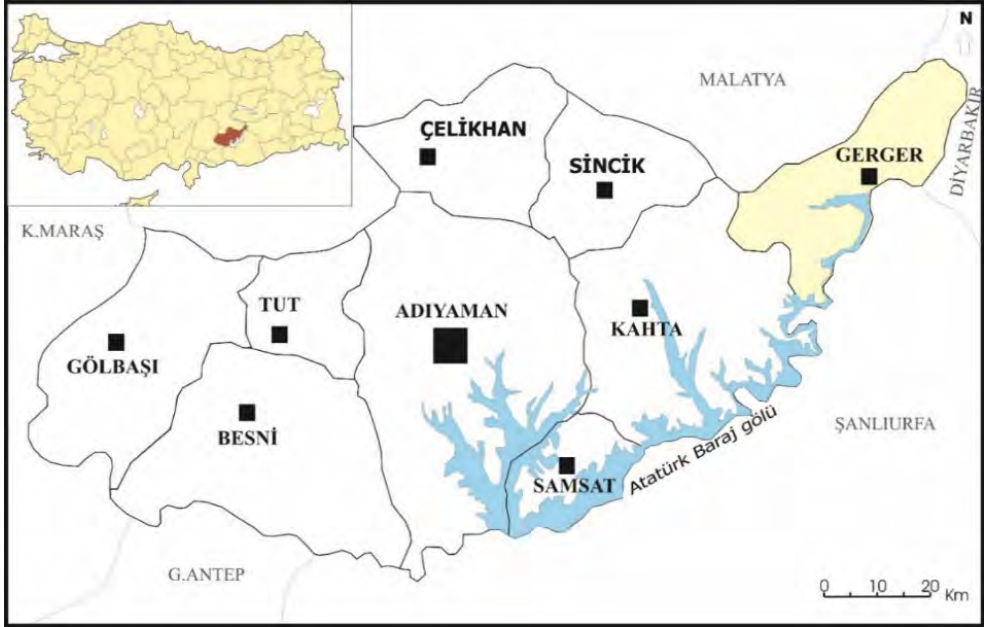 N
MALATYA
ÇELİKHAN
SİNCİK
GERGER
DİYARBAKIR
K.MARAŞ
TUT
ADIYAMAN
KAHTA
GÖLBAŞI
BESNİ
ŞANLIURFA
Atatürk Baraj gölü
SAMSAT
G.ANTEP
0 10 20 Km